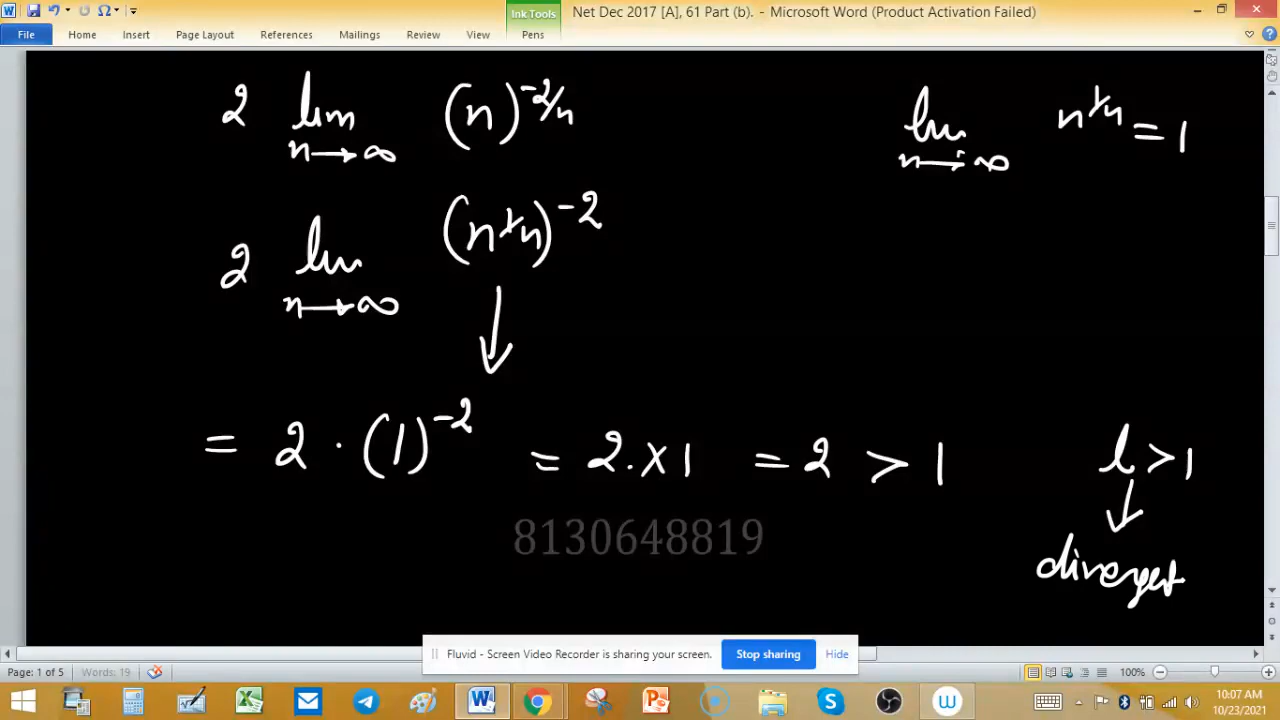 Ink Tools
Net Dec 2017 [A], 61 Part (b). - Microsoft Word (Product Activation Failed)
File Home Insert Page Layout References Mailings Review View Pens
2 lim n→∞ (n)^-2/n
lim n→∞ n^1/n = 1
2 lim n→∞ (n^1/n)^-2
= 2 · (1)^-2 = 2.×1 = 2 > 1
l > 1
8130648819
divergent
Fluvid - Screen Video Recorder is sharing your screen. Stop sharing Hide
Page: 1 of 5 Words: 19 100%
10:07 AM
10/23/2021